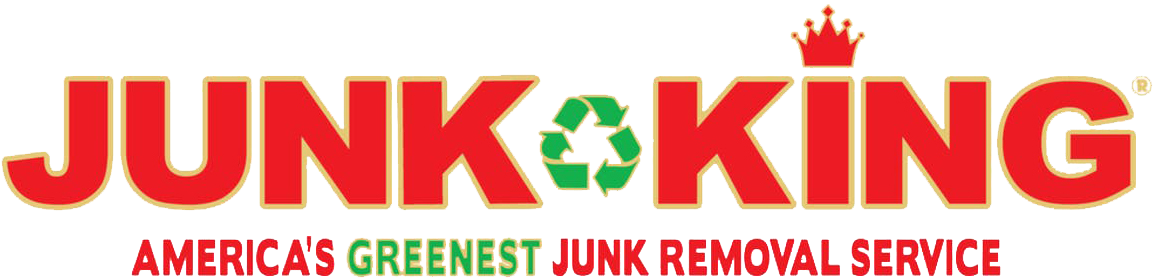 JUNK KING®
AMERICA'S GREENEST JUNK REMOVAL SERVICE